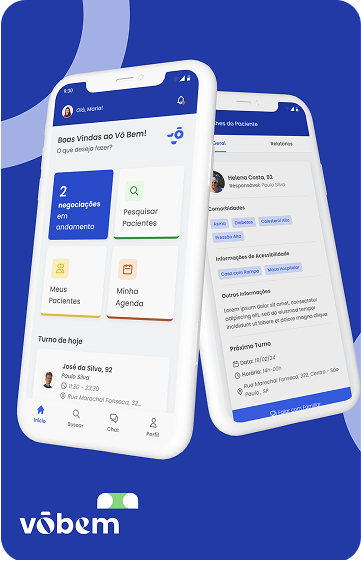 9:30
Olá, Maria!
Boas Vindas ao Vô Bem!
O que deseja fazer?
2
negociações
em
andamento
Pesquisar
Pacientes
Meus
Pacientes
Minha
Agenda
Turno de hoje
José da Silva, 92
Paulo Silva
11:30 - 23:30
Rua Marechal Fonseca, 32...
Início
Buscar
Chat
Perfil
lhes do Paciente
Geral
Relatórios
Helena Costa, 92
Responsável: Paulo Silva
Comorbidades
Asma
Diabetes
Colesterol Alto
Pressão Alta
Informações de Acessibilidade
Casa com Rampa
Maca Hospitalar
Outras Informações
Lorem ipsum dolor sit amet, consectetur
adipiscing elit, sed do eiusmod tempor
incididunt ut labore et dolore magna aliqua.
Próximo Turno
Data: 18/02/24
Horário: 14h-00h
Rua Marechal Fonseca, 322, Centro - São
Paulo, SP
com Familiar
vōbem